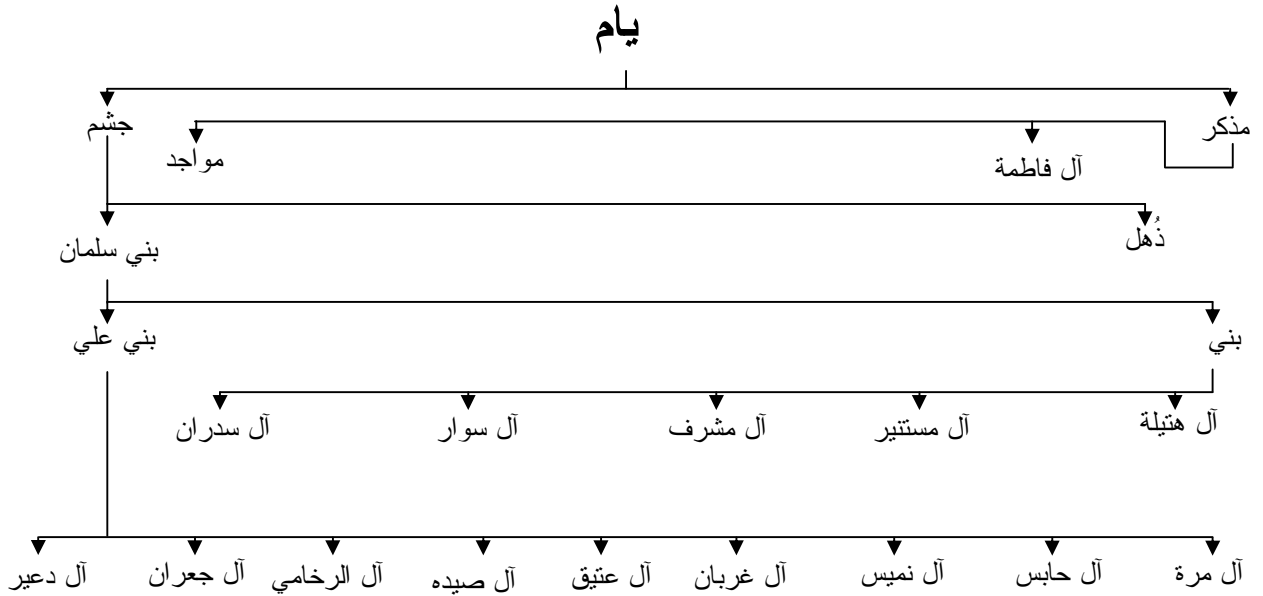 يام
مذكر
جشم
آل فاطمة
مواجد
ذُهل
بني سلمان
بني
بني علي
آل هتيلة
آل مستنير
آل مشرف
آل سوار
آل سدران
آل مرة
آل حابس
آل نميس
آل غربان
آل عتيق
آل صيده
آل الرخامي
آل جعران
آل دعير